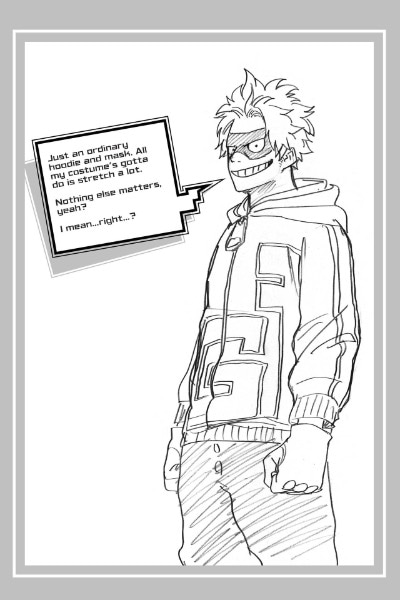 Just an ordinary
hoodie and mask. All
my costume's gotta
do is stretch a lot.
Nothing else matters,
yeah?
I mean...right...?